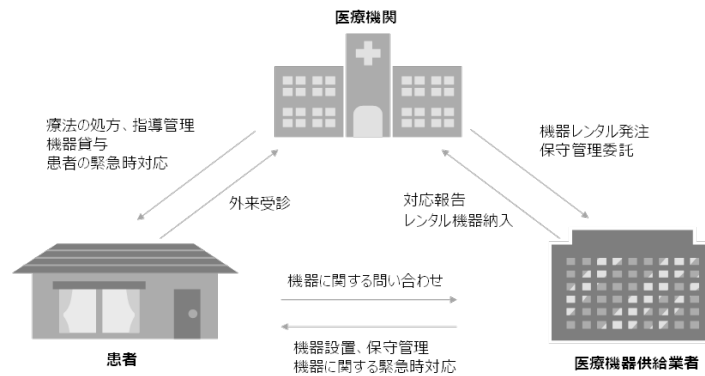 医療機関
療法の処方、指導管理
機器貸与
患者の緊急時対応
外来受診
機器レンタル発注
保守管理委託
対応報告
レンタル機器納入
機器に関する問い合わせ
機器設置、保守管理
機器に関する緊急時対応
患者
医療機器供給業者